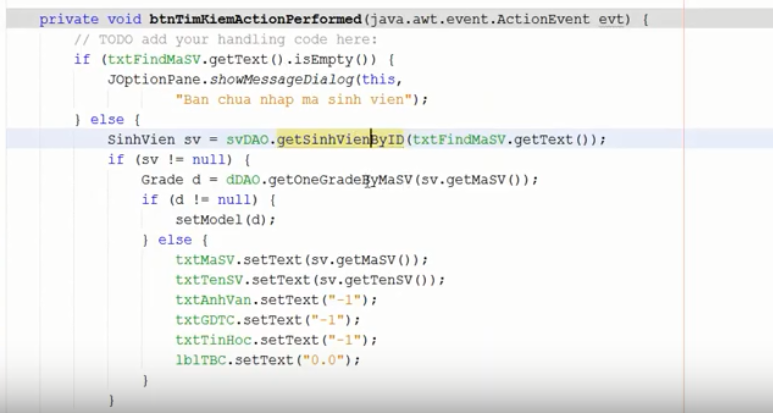 private void btnTimKiemActionPerformed(java.awt.event.ActionEvent evt) {
// TODO add your handling code here:
if (txtFindMaSV.getText().isEmpty()) {
JOptionPane.showMessageDialog(this,
"Ban chua nhap ma sinh vien");
} else {
SinhVien sv = svDAO.getSinhVienByID(txtFindMaSV.getText());
if (sv != null) {
Grade d = dDAO.getOneGradeByMaSV(sv.getMaSV());
if (d != null) {
setModel(d);
} else {
txtMaSV.setText(sv.getMaSV());
txtTenSV.setText(sv.getTenSV());
txtAnhVan.setText("-1");
txtGDTC.setText("-1");
txtTinHoc.setText("-1");
lblTBC.setText("0.0");
}
}